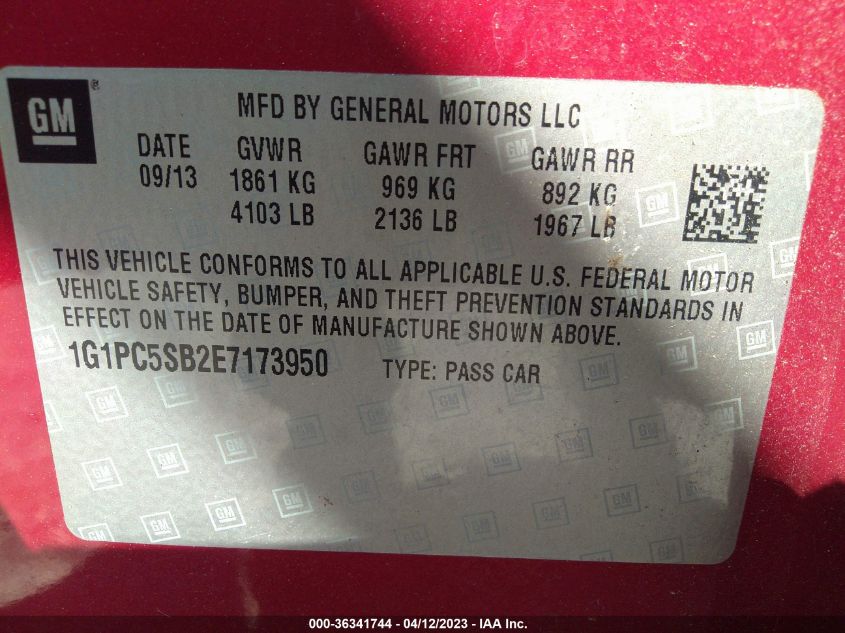 GM ®
MFD BY GENERAL MOTORS LLC
DATE GVWR GAWR FRT GAWR RR
09/13 1861 KG 969 KG 892 KG
4103 LB 2136 LB 1967 LB
THIS VEHICLE CONFORMS TO ALL APPLICABLE U.S. FEDERAL MOTOR
VEHICLE SAFETY, BUMPER, AND THEFT PREVENTION STANDARDS IN
EFFECT ON THE DATE OF MANUFACTURE SHOWN ABOVE.
1G1PC5SB2E7173950 TYPE: PASS CAR
000-36341744 - 04/12/2023 - IAA Inc.